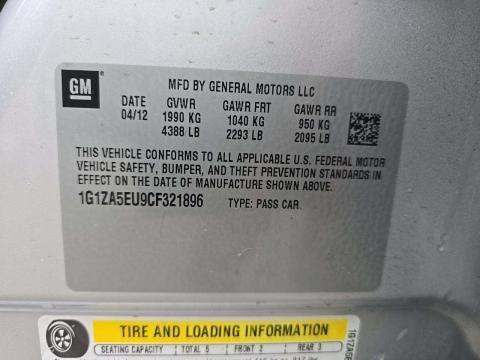 GM
MFD BY GENERAL MOTORS LLC
DATE GVWR GAWR FRT GAWR RR
04/12 1990 KG 1040 KG 950 KG
4388 LB 2293 LB 2095 LB
THIS VEHICLE CONFORMS TO ALL APPLICABLE U.S. FEDERAL MOTOR
VEHICLE SAFETY, BUMPER, AND THEFT PREVENTION STANDARDS IN
EFFECT ON THE DATE OF MANUFACTURE SHOWN ABOVE.
1G1ZA5EU9CF321896 TYPE: PASS CAR
TIRE AND LOADING INFORMATION
SEATING CAPACITY TOTAL 5 FRONT 2 REAR 3